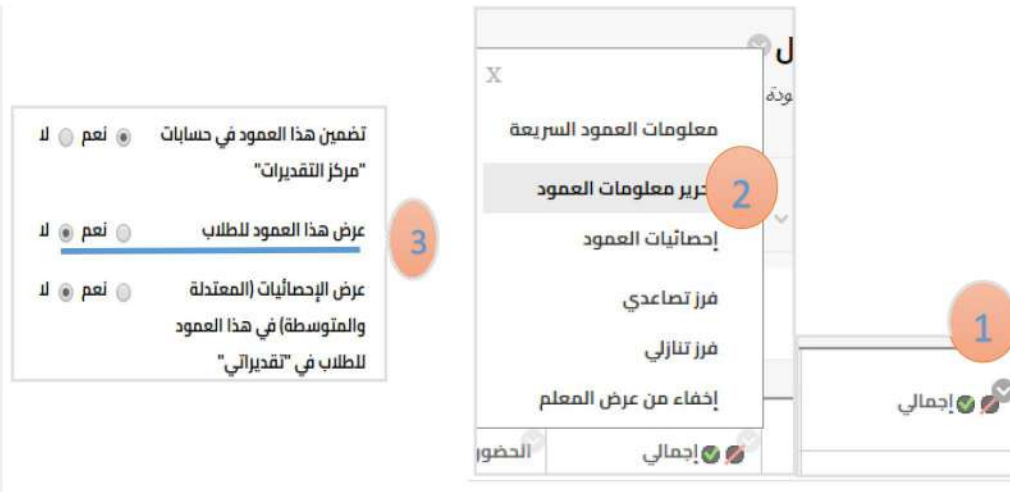 1
إجمالي
ل
ودة
X
معلومات العمود السريعة
2
حرير معلومات العمود
إحصائيات العمود
فرز تصاعدي
فرز تنازلي
إخفاء من عرض المعلم
إجمالي
الحضور
3
تضمين هذا العمود في حسابات نعم لا
"مركز التقديرات"
عرض هذا العمود للطلاب نعم لا
عرض الإحصائيات (المعتدلة نعم لا
والمتوسطة) في هذا العمود
للطلاب في "تقديراتي"